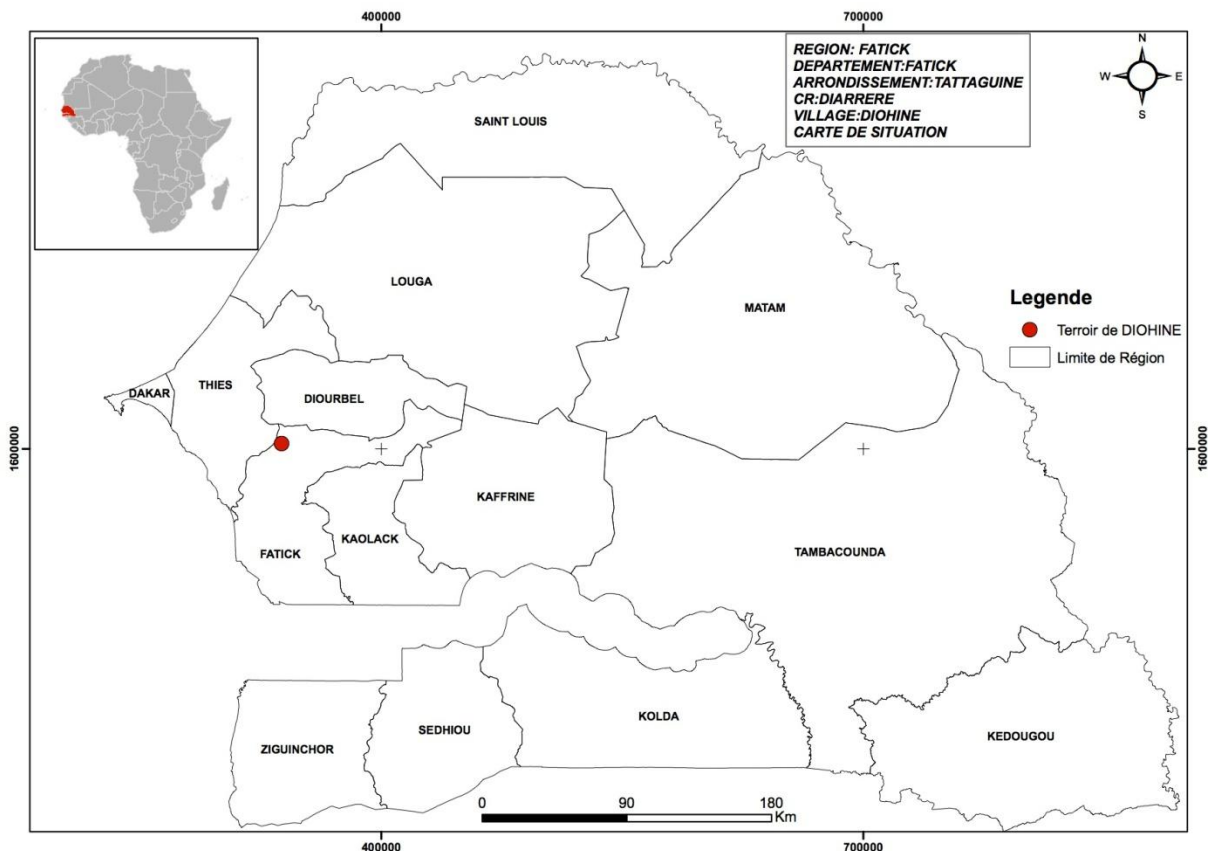 400000
700000
REGION: FATICK
DEPARTEMENT:FATICK
ARRONDISSEMENT:TATTAGUINE
CR:DIARRERE
VILLAGE:DIOHINE
CARTE DE SITUATION
N
W
E
S
SAINT LOUIS
LOUGA
MATAM
Legende
Terroir de DIOHINE
Limite de Région
DAKAR
THIES
DIOURBEL
1600000
1600000
KAFFRINE
FATICK
KAOLACK
TAMBACOUNDA
ZIGUINCHOR
SEDHIOU
KOLDA
KEDOUGOU
0 90 180
Km
400000
700000